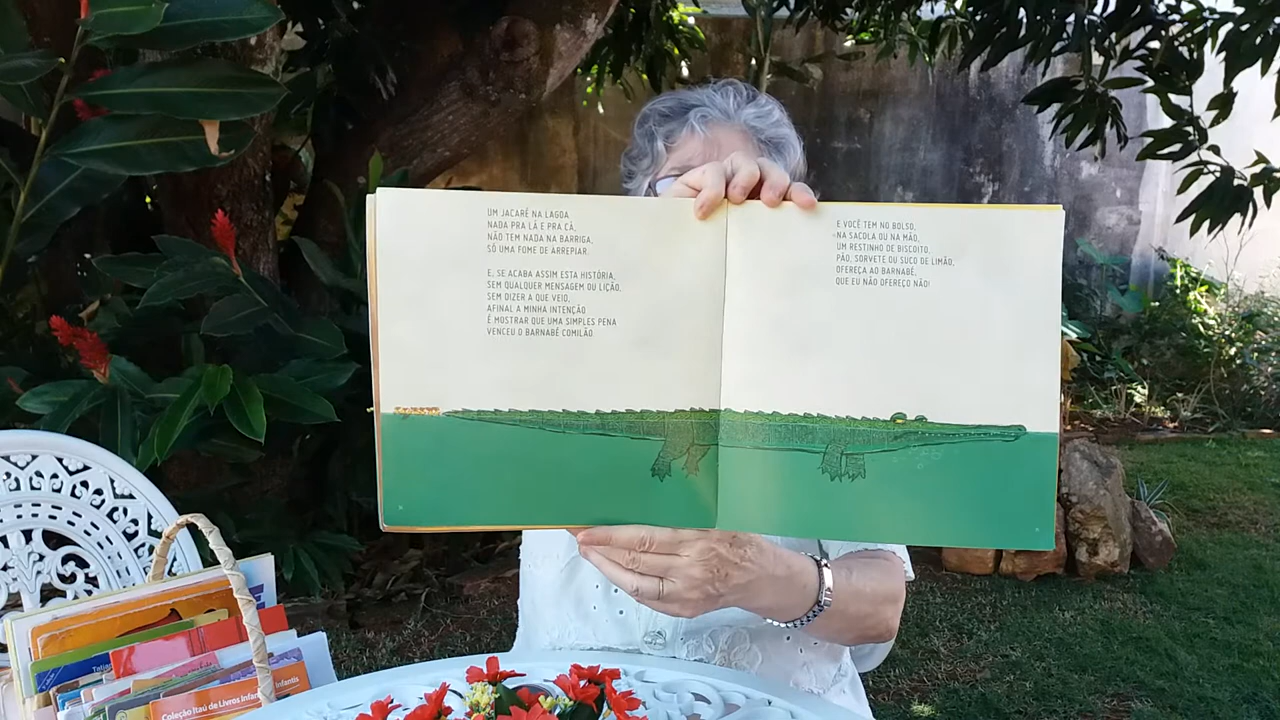 UM JACARÉ NA LAGOA
NADA PRA LÁ E PRA CÁ,
NÃO TEM NADA NA BARRIGA,
SÓ UMA FOME DE ARREPIAR.
E, SE ACABA ASSIM ESTA HISTÓRIA,
SEM QUALQUER MENSAGEM OU LIÇÃO,
SEM DIZER A QUE VEIO,
AFINAL A MINHA INTENÇÃO
É MOSTRAR QUE UMA SIMPLES PENA
VENCEU O BARNABÉ COMILÃO
E VOCÊ TEM NO BOLSO,
NA SACOLA OU NA MÃO,
UM RESTINHO DE BISCOITO,
PÃO, SORVETE OU SUCO DE LIMÃO,
OFEREÇA AO BARNABÉ,
QUE EU NÃO OFEREÇO NÃO!
Coleção Itaú de Livros Infantis